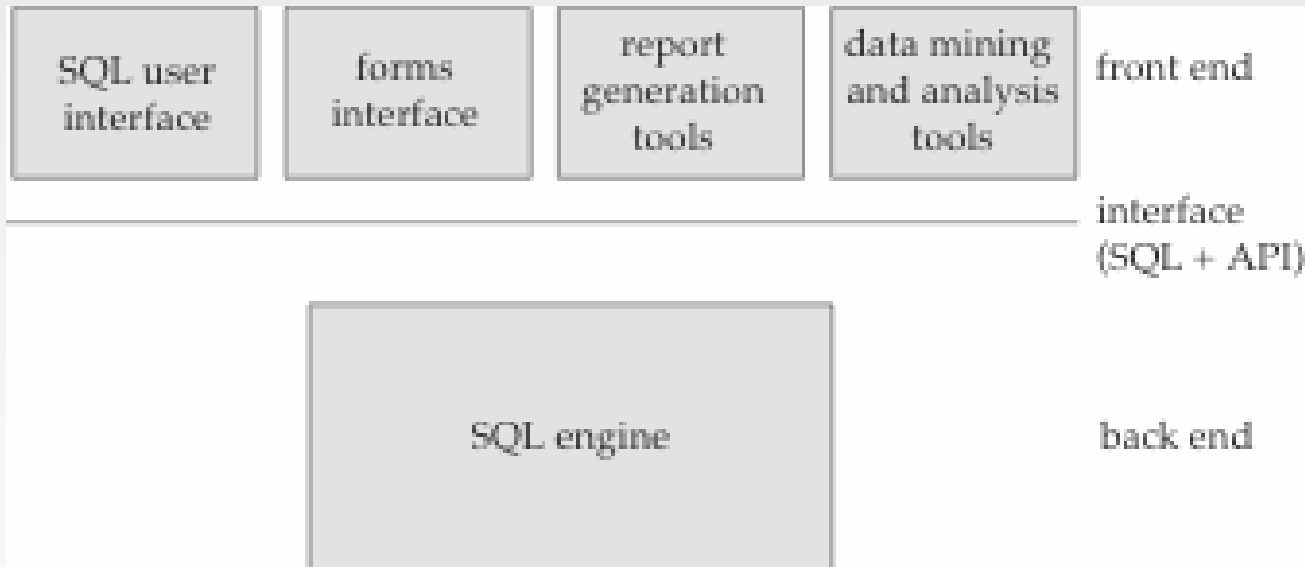 SQL user
interface
forms
interface
report
generation
tools
data mining
and analysis
tools
front end
interface
(SQL + API)
SQL engine
back end